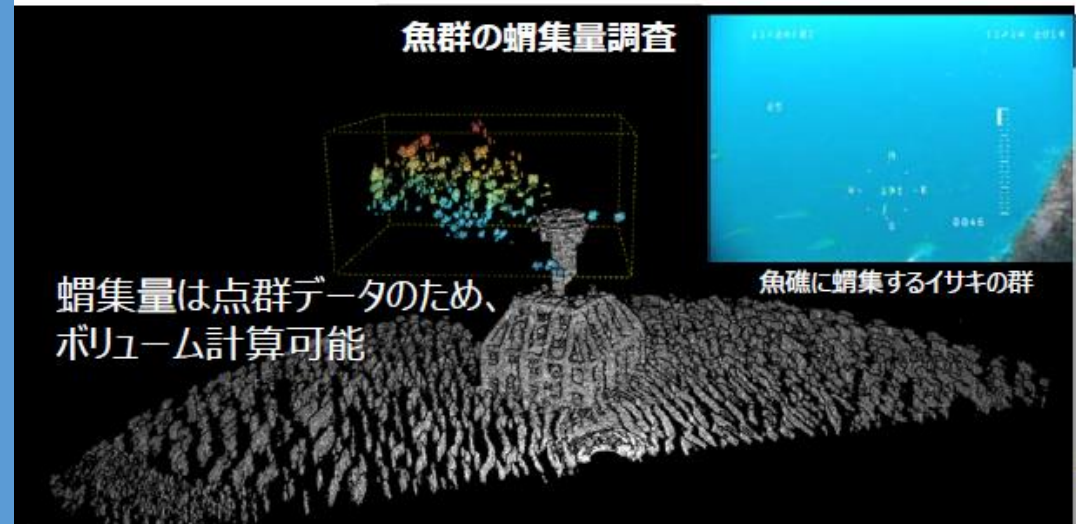 魚群の蝟集量調査
蝟集量は点群データのため、
ボリューム計算可能
魚礁に蝟集するイサキの群
0046